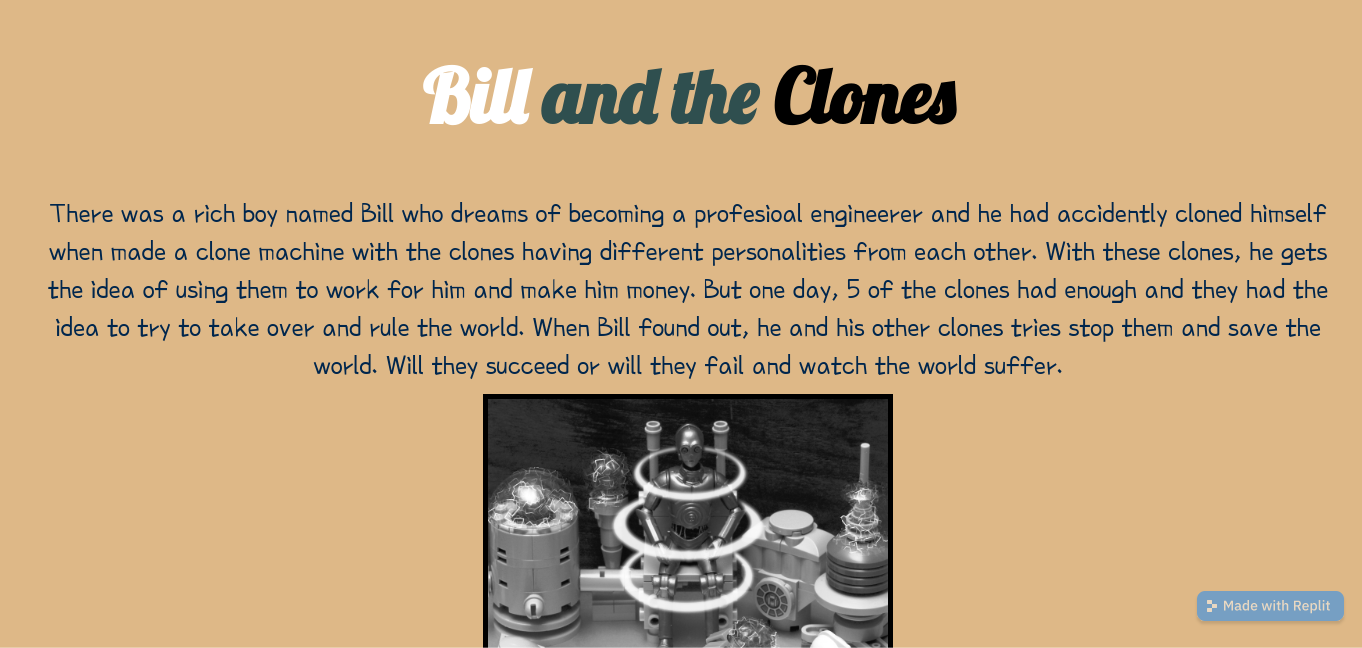 Bill and the Clones
There was a rich boy named Bill who dreams of becoming a profesioal engineerer and he had accidently cloned himself
when made a clone machine with the clones having different personalities from each other. With these clones, he gets
the idea of using them to work for him and make him money. But one day, 5 of the clones had enough and they had the
idea to try to take over and rule the world. When Bill found out, he and his other clones tries stop them and save the
world. Will they succeed or will they fail and watch the world suffer.
Made with Replit